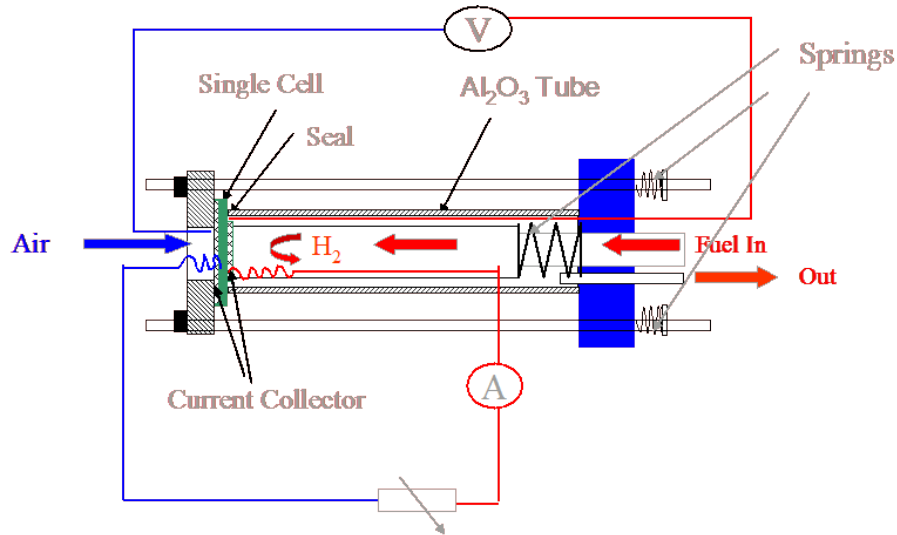 V
Springs
Single Cell
Al₂O₃ Tube
Seal
Air
H₂
Fuel In
Out
A
Current Collector